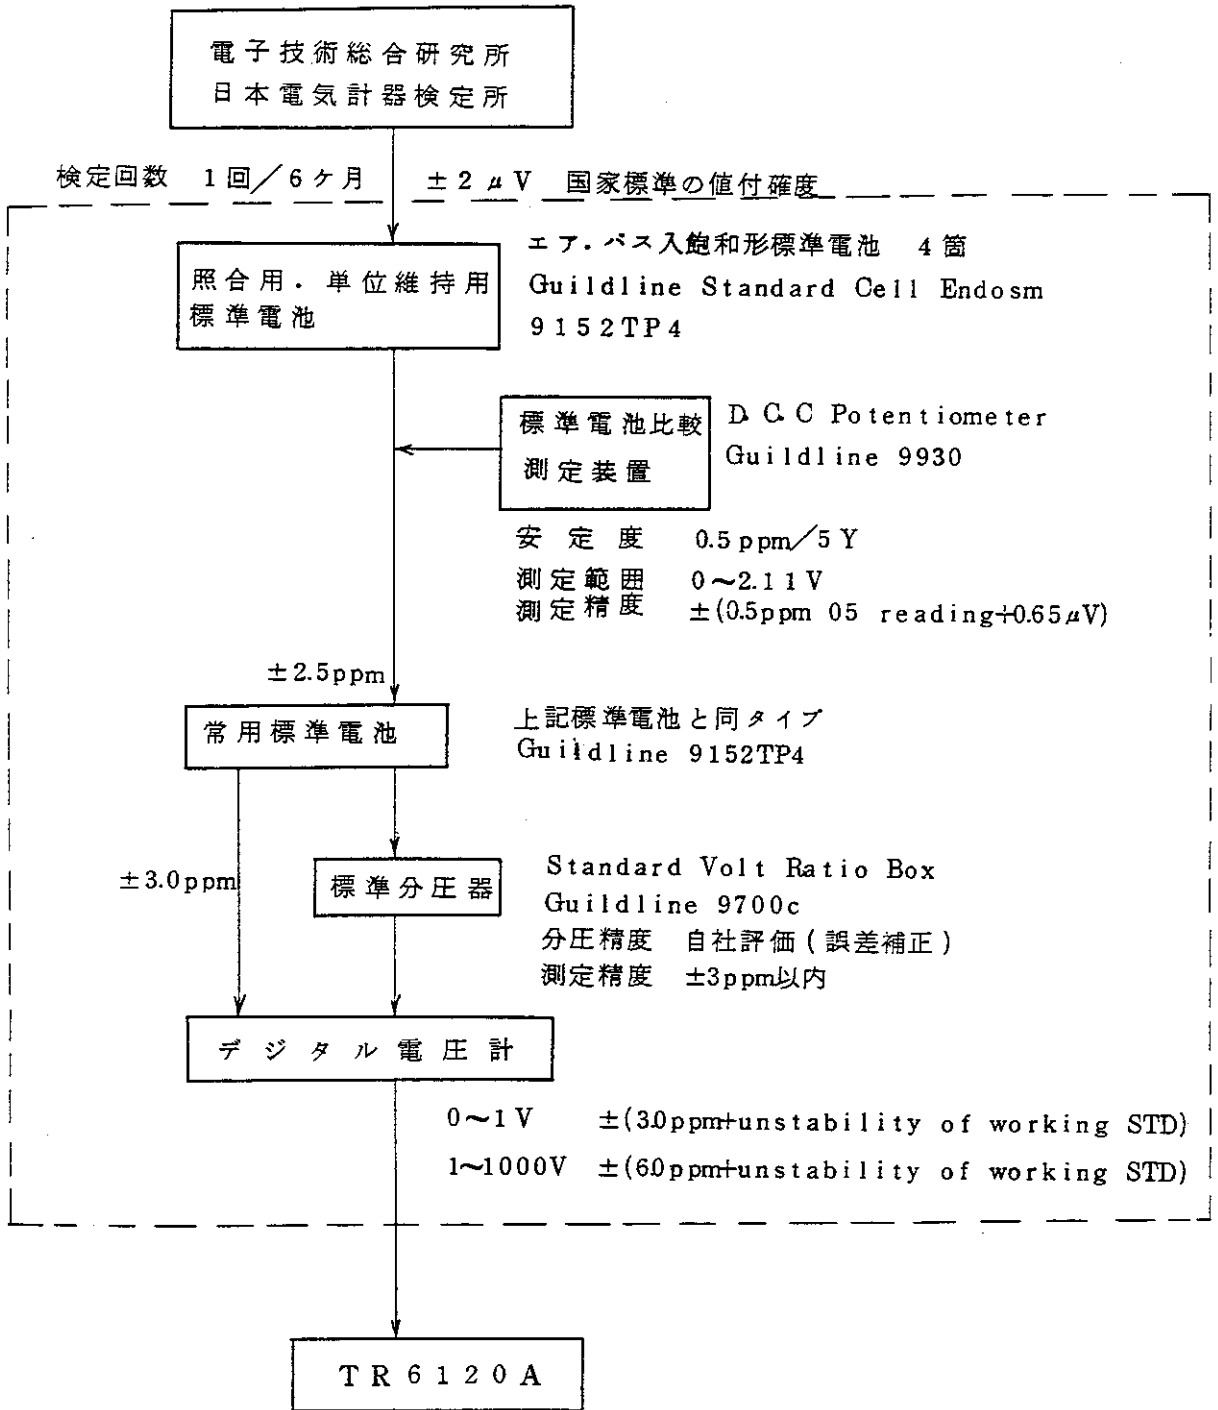 電子技術総合研究所
日本電気計器検定所
検定回数 1回／6ケ月 ±2μV 国家標準の値付確度
エア．バス入飽和形標準電池 4箇
照合用．単位維持用
標準電池
Guildline Standard Cell Endosm
9152TP4
標準電池比較
測定装置
D.C.C Potentiometer
Guildline 9930
安定度 0.5ppm／5Y
測定範囲 0～2.11V
測定精度 ±(0.5ppm 05 reading+0.65μV)
±2.5ppm
常用標準電池
上記標準電池と同タイプ
Guildline 9152TP4
±3.0ppm
標準分圧器
Standard Volt Ratio Box
Guildline 9700c
分圧精度 自社評価(誤差補正)
測定精度 ±3ppm以内
デジタル電圧計
0～1V ±(3.0ppm+unstability of working STD)
1～1000V ±(6.0ppm+unstability of working STD)
TR6120A